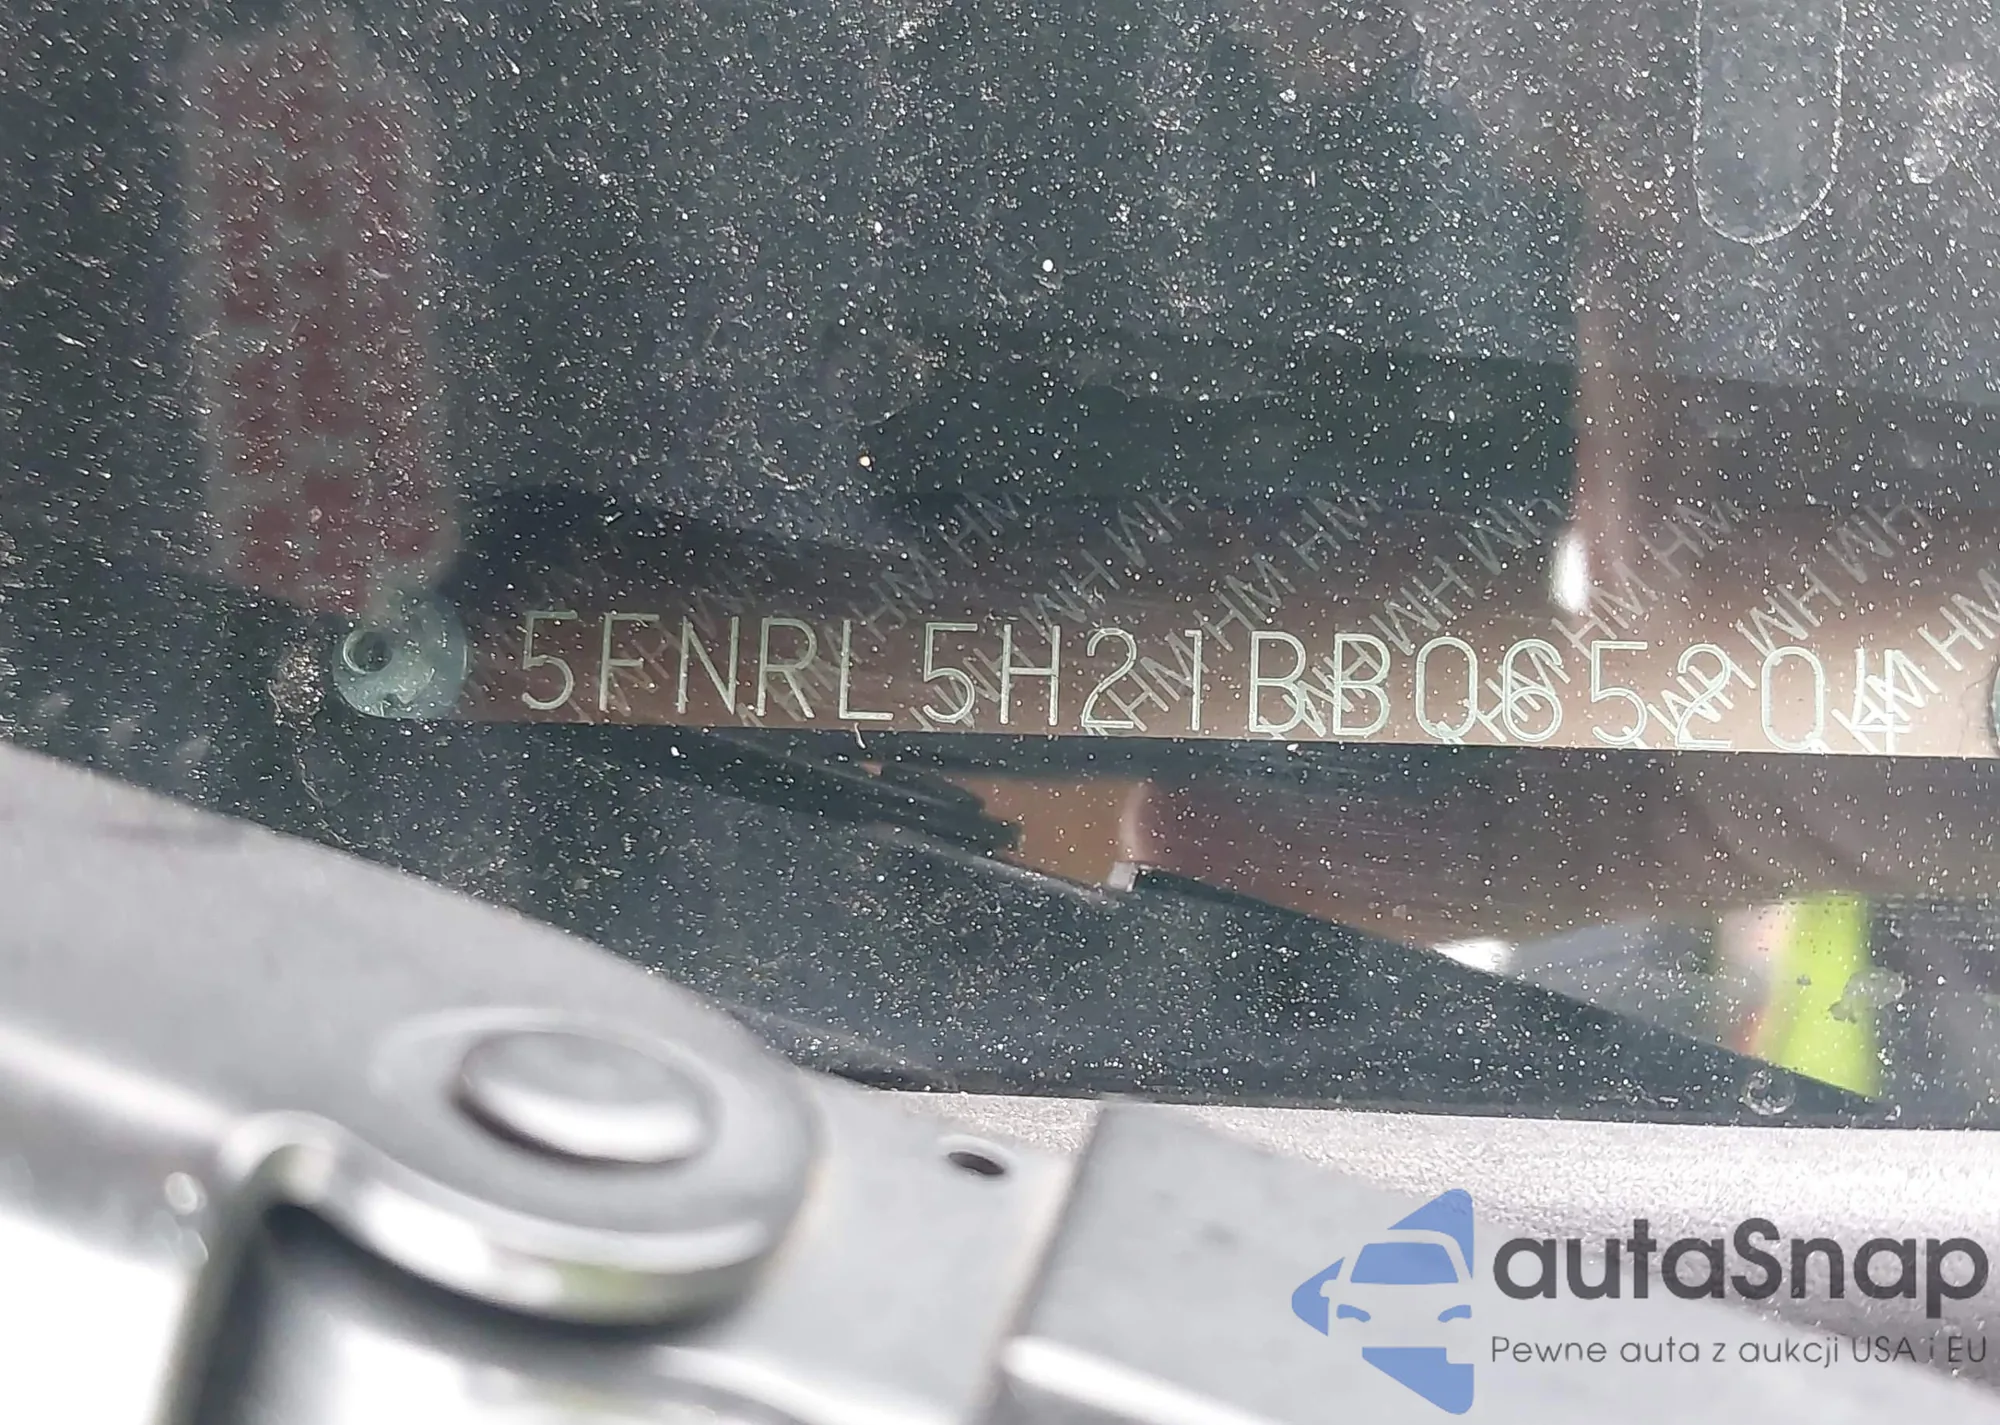 5FNRL5H21BB065204
autaSnap
Pewne auta z aukcji USA i EU